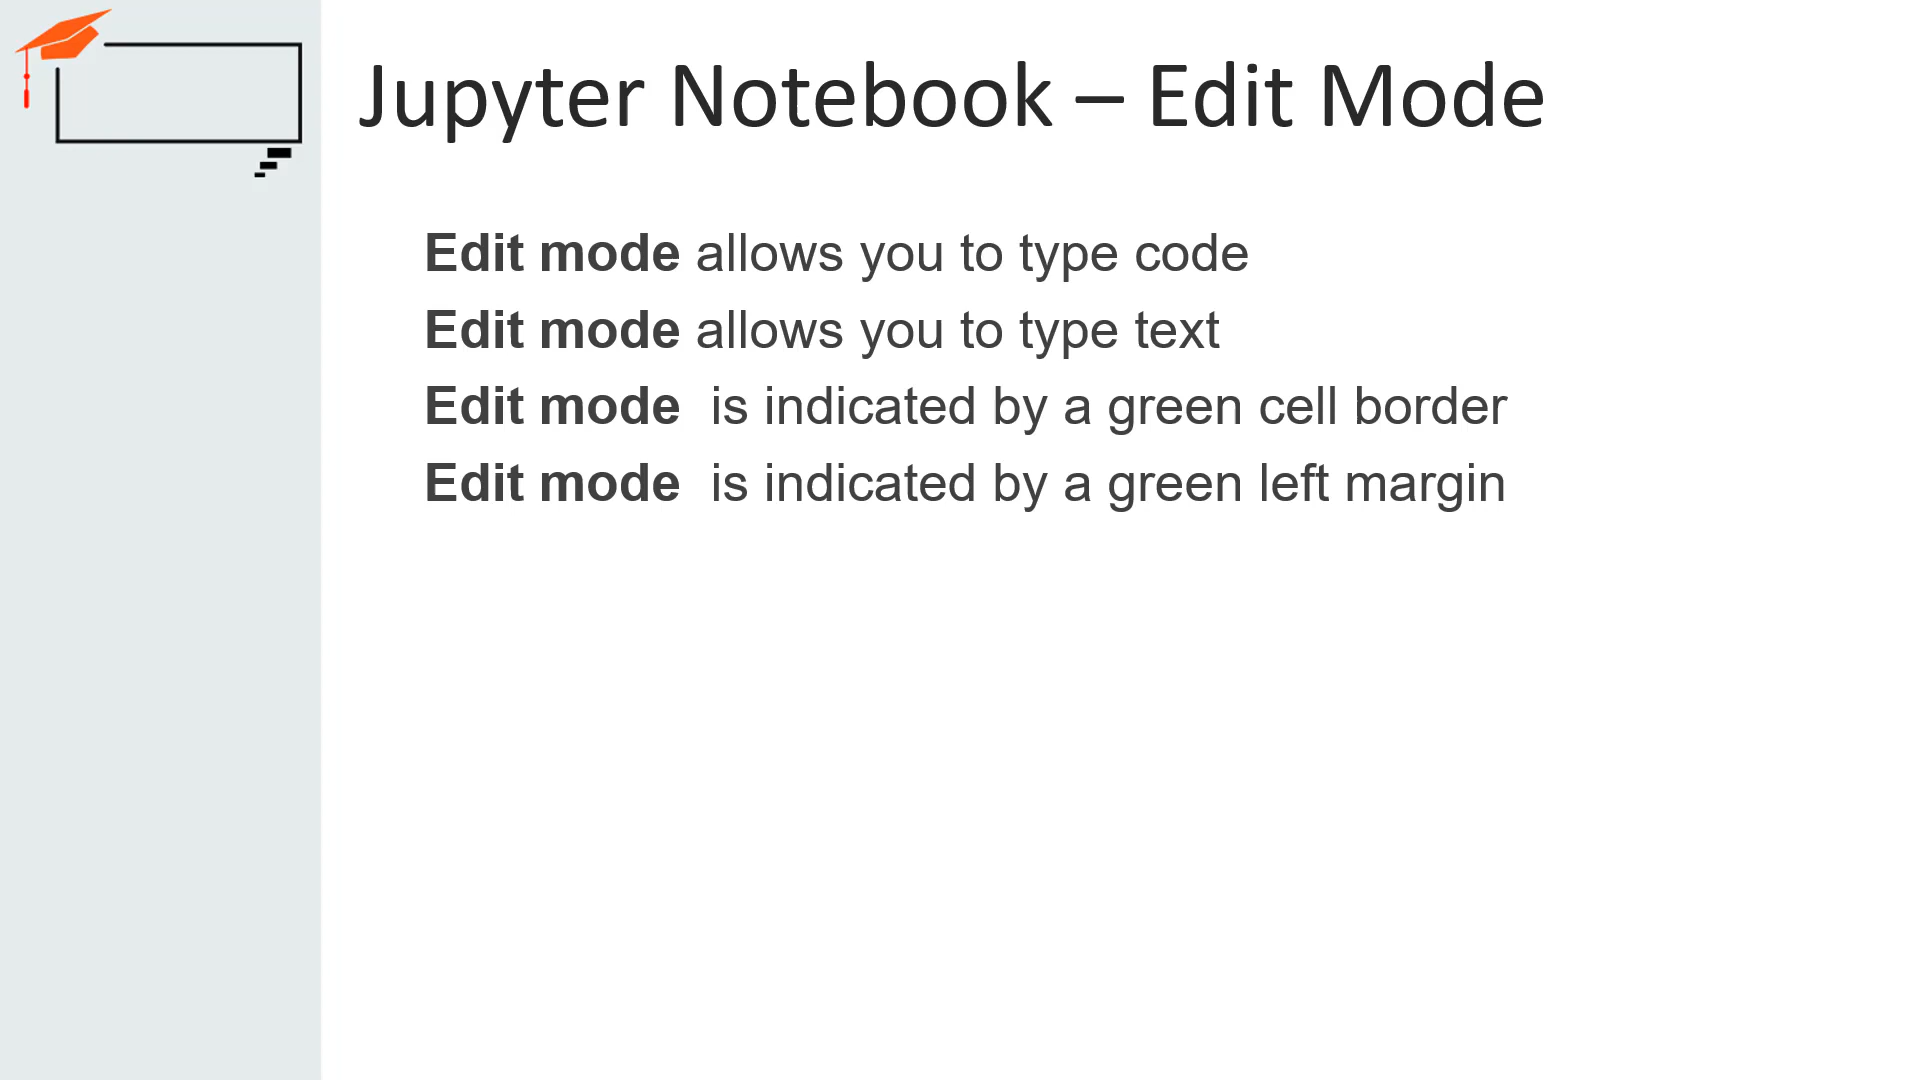 Jupyter Notebook – Edit Mode
Edit mode allows you to type code
Edit mode allows you to type text
Edit mode  is indicated by a green cell border
Edit mode  is indicated by a green left margin